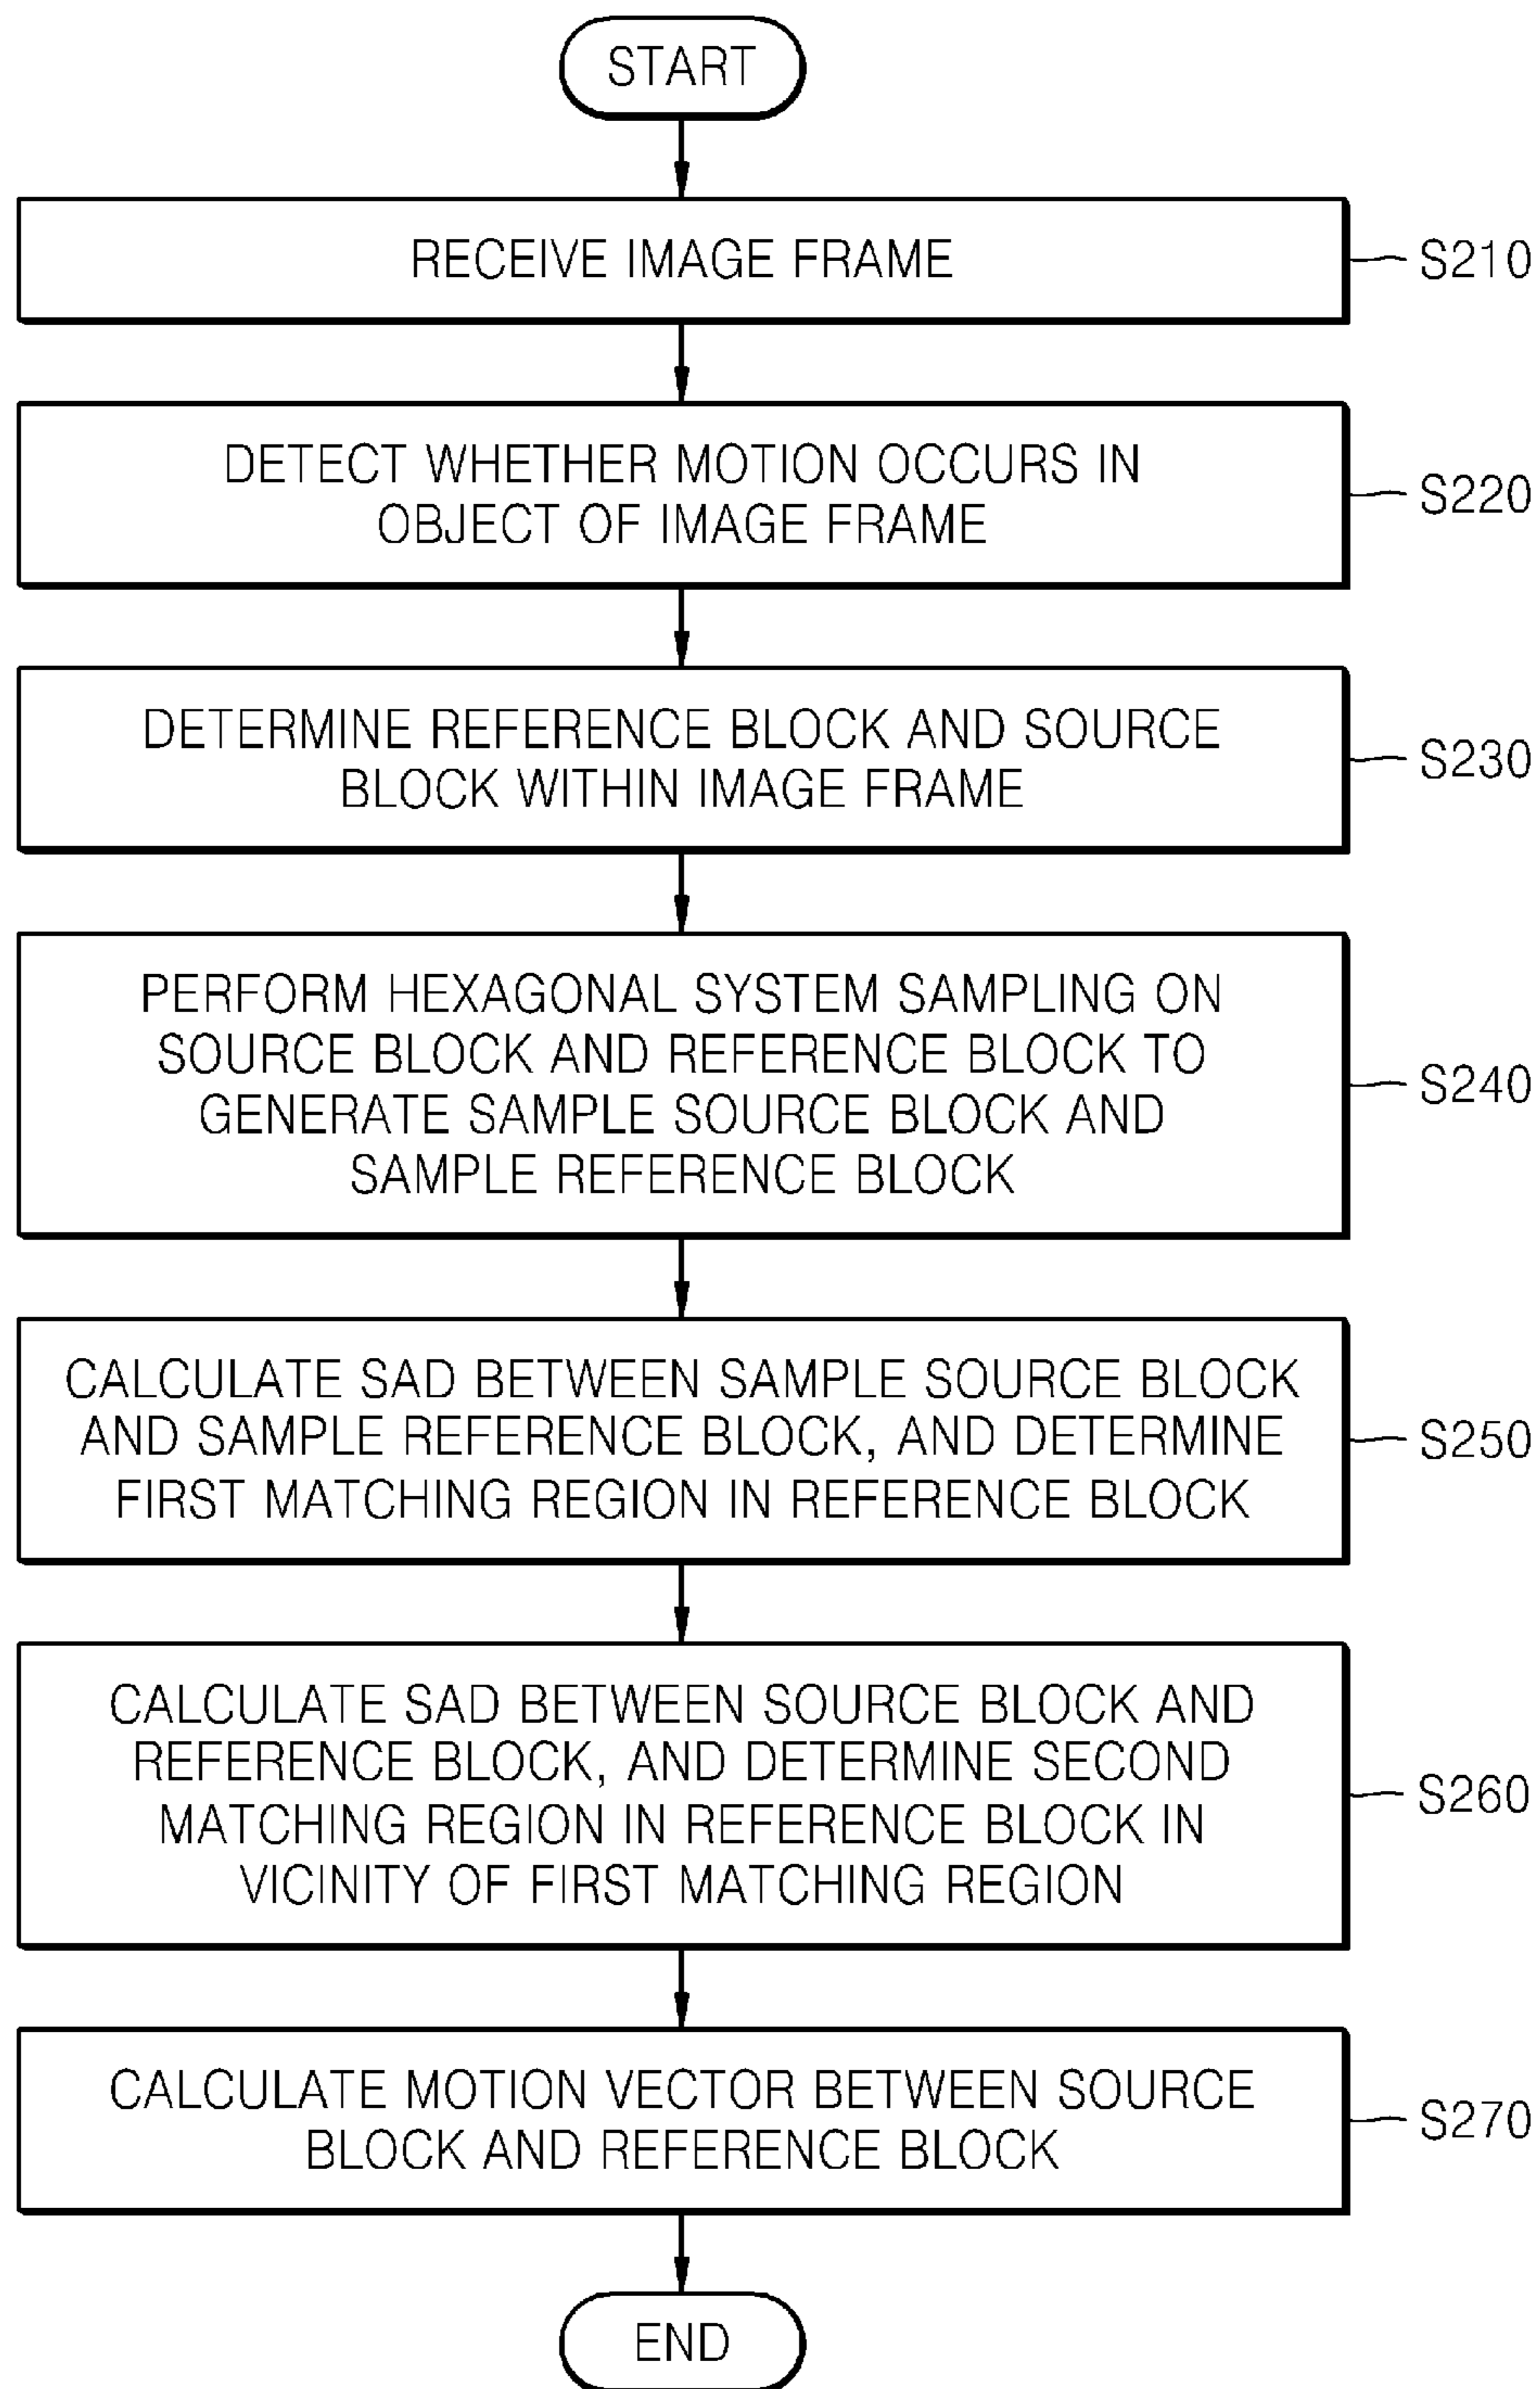 START
RECEIVE IMAGE FRAME
S210
DETECT WHETHER MOTION OCCURS IN
OBJECT OF IMAGE FRAME
S220
DETERMINE REFERENCE BLOCK AND SOURCE
BLOCK WITHIN IMAGE FRAME
S230
PERFORM HEXAGONAL SYSTEM SAMPLING ON
SOURCE BLOCK AND REFERENCE BLOCK TO
GENERATE SAMPLE SOURCE BLOCK AND
SAMPLE REFERENCE BLOCK
S240
CALCULATE SAD BETWEEN SAMPLE SOURCE BLOCK
AND SAMPLE REFERENCE BLOCK, AND DETERMINE
FIRST MATCHING REGION IN REFERENCE BLOCK
S250
CALCULATE SAD BETWEEN SOURCE BLOCK AND
REFERENCE BLOCK, AND DETERMINE SECOND
MATCHING REGION IN REFERENCE BLOCK IN
VICINITY OF FIRST MATCHING REGION
S260
CALCULATE MOTION VECTOR BETWEEN SOURCE
BLOCK AND REFERENCE BLOCK
S270
END